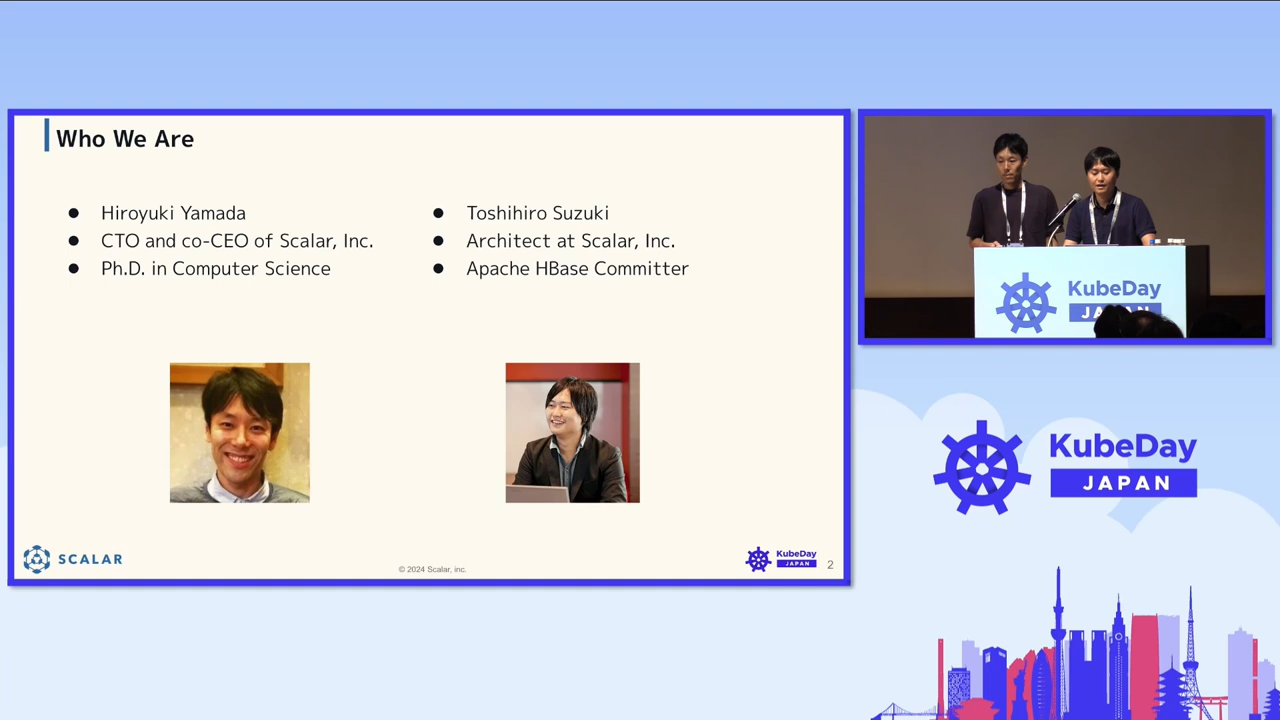 Who We Are
● Hiroyuki Yamada
● CTO and co-CEO of Scalar, Inc.
● Ph.D. in Computer Science
● Toshihiro Suzuki
● Architect at Scalar, Inc.
● Apache HBase Committer
SCALAR
© 2024 Scalar, inc.
KubeDay
JAPAN
2
KubeDay
JAPAN
KubeDay
JAPAN